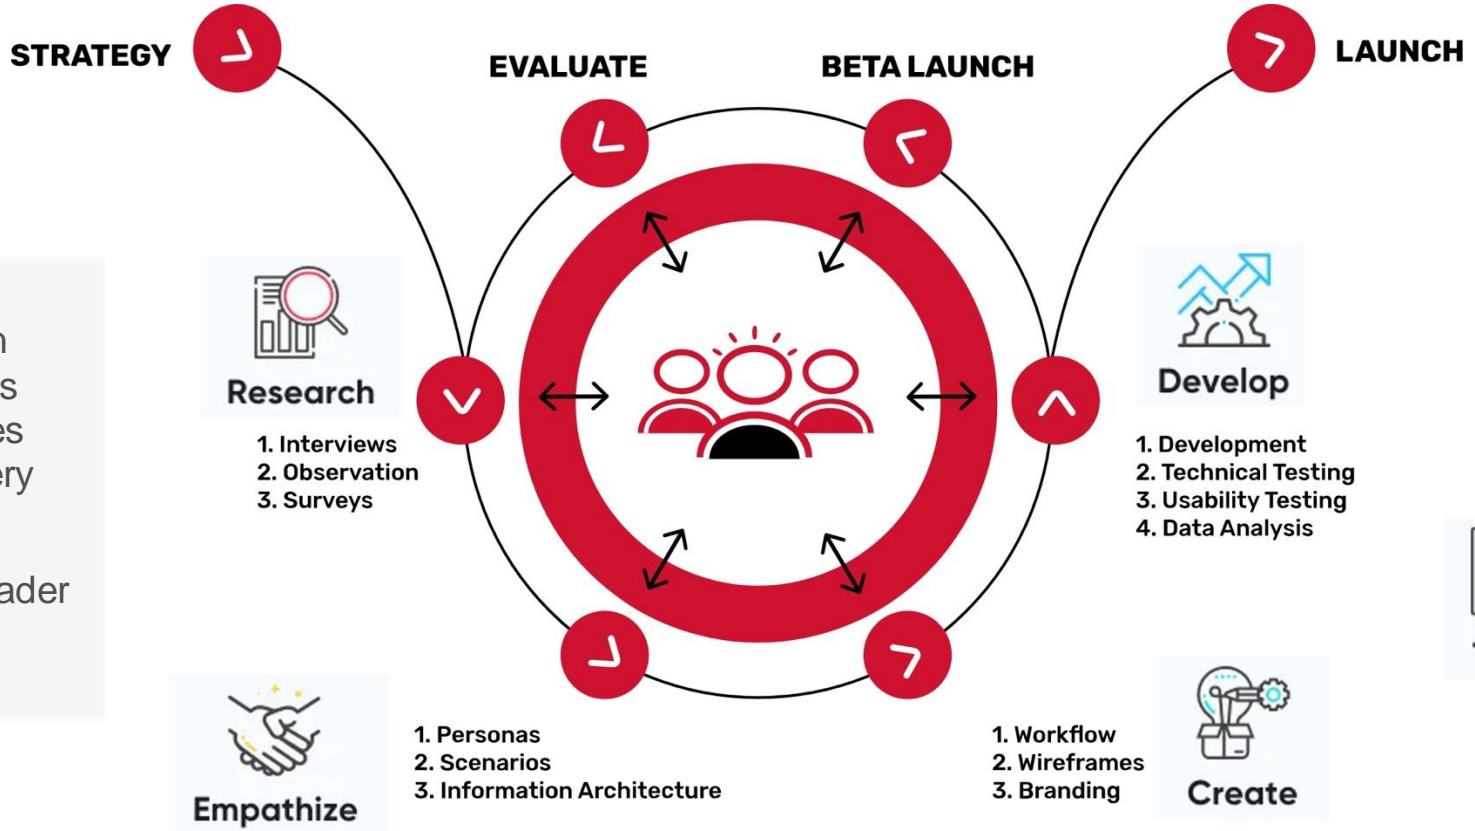 STRATEGY
EVALUATE
BETA LAUNCH
LAUNCH
Research
1. Interviews
2. Observation
3. Surveys
Develop
1. Development
2. Technical Testing
3. Usability Testing
4. Data Analysis
Empathize
1. Personas
2. Scenarios
3. Information Architecture
1. Workflow
2. Wireframes
3. Branding
Create